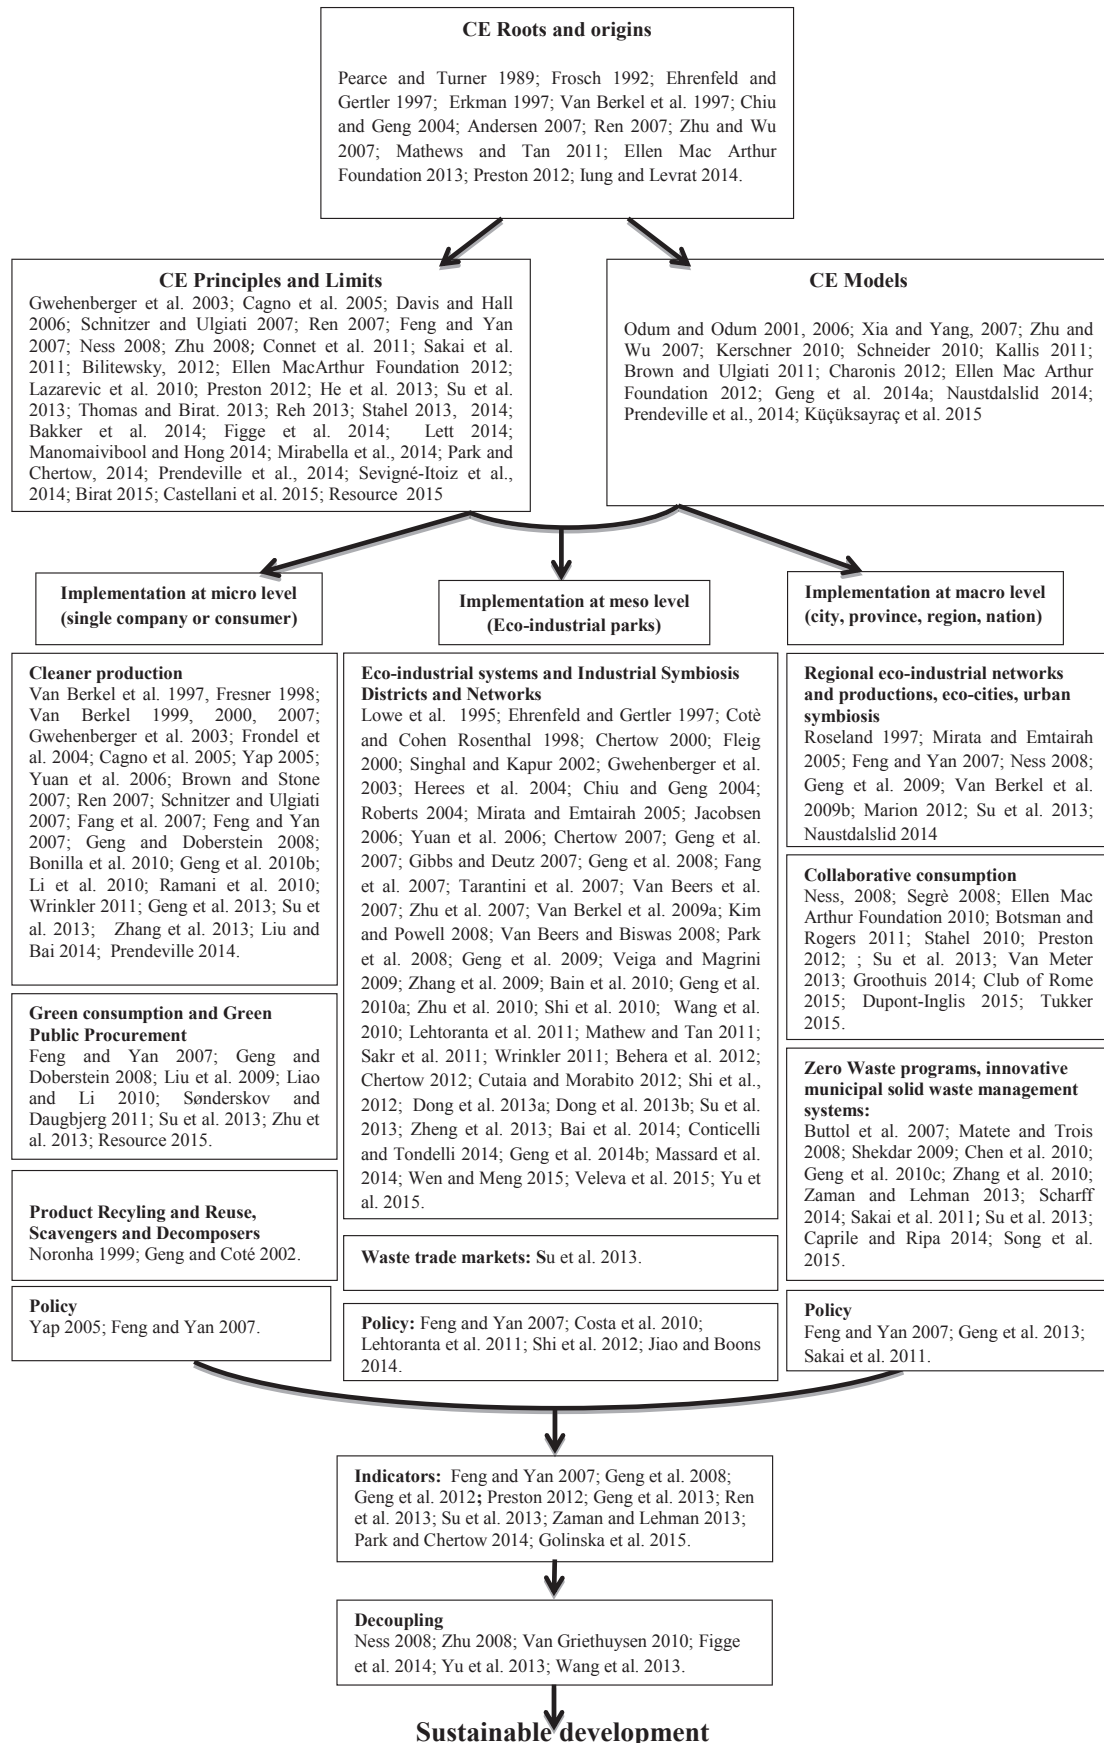 CE Roots and origins
Pearce and Turner 1989; Frosch 1992; Ehrenfeld and
Gertler 1997; Erkman 1997; Van Berkel et al. 1997; Chiu
and Geng 2004; Andersen 2007; Ren 2007; Zhu and Wu
2007; Mathews and Tan 2011; Ellen Mac Arthur
Foundation 2013; Preston 2012; Iung and Levrat 2014.
CE Principles and Limits
Gwehenberger et al. 2003; Cagno et al. 2005; Davis and Hall
2006; Schnitzer and Ulgiati 2007; Ren 2007; Feng and Yan
2007; Ness 2008; Zhu 2008; Connet et al. 2011; Sakai et al.
2011; Bilitewsky, 2012; Ellen MacArthur Foundation 2012;
Lazarevic et al. 2010; Preston 2012; He et al. 2013; Su et al.
2013; Thomas and Birat. 2013; Reh 2013; Stahel 2013, 2014;
Bakker et al. 2014; Figge et al. 2014; Lett 2014;
Manomaivibool and Hong 2014; Mirabella et al., 2014; Park and
Chertow, 2014; Prendeville et al., 2014; Sevigné-Itoiz et al.,
2014; Birat 2015; Castellani et al. 2015; Resource 2015
CE Models
Odum and Odum 2001, 2006; Xia and Yang, 2007; Zhu and
Wu 2007; Kerschner 2010; Schneider 2010; Kallis 2011;
Brown and Ulgiati 2011; Charonis 2012; Ellen Mac Arthur
Foundation 2012; Geng et al. 2014a; Naustdalslid 2014;
Prendeville et al., 2014; Küçüksayraç et al. 2015
Implementation at micro level
(single company or consumer)
Implementation at meso level
(Eco-industrial parks)
Implementation at macro level
(city, province, region, nation)
Cleaner production
Van Berkel et al. 1997, Fresner 1998;
Van Berkel 1999, 2000, 2007;
Gwehenberger et al. 2003; Frondel
et al. 2004; Cagno et al. 2005; Yap 2005;
Yuan et al. 2006; Brown and Stone
2007; Ren 2007; Schnitzer and Ulgiati
2007; Fang et al. 2007; Feng and Yan
2007; Geng and Doberstein 2008;
Bonilla et al. 2010; Geng et al. 2010b;
Li et al. 2010; Ramani et al. 2010;
Wrinkler 2011; Geng et al. 2013; Su et
al. 2013; Zhang et al. 2013; Liu and
Bai 2014; Prendeville 2014.
Green consumption and Green
Public Procurement
Feng and Yan 2007; Geng and
Doberstein 2008; Liu et al. 2009; Liao
and Li 2010; Sønderskov and
Daugbjerg 2011; Su et al. 2013; Zhu et
al. 2013; Resource 2015.
Product Recyling and Reuse,
Scavengers and Decomposers
Noronha 1999; Geng and Coté 2002.
Policy
Yap 2005; Feng and Yan 2007.
Eco-industrial systems and Industrial Symbiosis
Districts and Networks
Lowe et al. 1995; Ehrenfeld and Gertler 1997; Cotè
and Cohen Rosenthal 1998; Chertow 2000; Fleig
2000; Singhal and Kapur 2002; Gwehenberger et al.
2003; Herees et al. 2004; Chiu and Geng 2004;
Roberts 2004; Mirata and Emtairah 2005; Jacobsen
2006; Yuan et al. 2006; Chertow 2007; Geng et al.
2007; Gibbs and Deutz 2007; Geng et al. 2008; Fang
et al. 2007; Tarantini et al. 2007; Van Beers et al.
2007; Zhu et al. 2007; Van Berkel et al. 2009a; Kim
and Powell 2008; Van Beers and Biswas 2008; Park
et al. 2008; Geng et al. 2009; Veiga and Magrini
2009; Zhang et al. 2009; Bain et al. 2010; Geng et al.
2010a; Zhu et al. 2010; Shi et al. 2010; Wang et al.
2010; Lehtoranta et al. 2011; Mathew and Tan 2011;
Sakr et al. 2011; Wrinkler 2011; Behera et al. 2012;
Chertow 2012; Cutaia and Morabito 2012; Shi et al.,
2012; Dong et al. 2013a; Dong et al. 2013b; Su et al.
2013; Zheng et al. 2013; Bai et al. 2014; Conticelli
and Tondelli 2014; Geng et al. 2014b; Massard et al.
2014; Wen and Meng 2015; Veleva et al. 2015; Yu et
al. 2015.
Waste trade markets: Su et al. 2013.
Policy: Feng and Yan 2007; Costa et al. 2010;
Lehtoranta et al. 2011; Shi et al. 2012; Jiao and Boons
2014.
Regional eco-industrial networks
and productions, eco-cities, urban
symbiosis
Roseland 1997; Mirata and Emtairah
2005; Feng and Yan 2007; Ness 2008;
Geng et al. 2009; Van Berkel et al.
2009b; Marion 2012; Su et al. 2013;
Naustdalslid 2014
Collaborative consumption
Ness, 2008; Segrè 2008; Ellen Mac
Arthur Foundation 2010; Botsman and
Rogers 2011; Stahel 2010; Preston
2012; ; Su et al. 2013; Van Meter
2013; Groothuis 2014; Club of Rome
2015; Dupont-Inglis 2015; Tukker
2015.
Zero Waste programs, innovative
municipal solid waste management
systems:
Buttol et al. 2007; Matete and Trois
2008; Shekdar 2009; Chen et al. 2010;
Geng et al. 2010c; Zhang et al. 2010;
Zaman and Lehman 2013; Scharff
2014; Sakai et al. 2011; Su et al. 2013;
Caprile and Ripa 2014; Song et al.
2015.
Policy
Feng and Yan 2007; Geng et al. 2013;
Sakai et al. 2011.
Indicators: Feng and Yan 2007; Geng et al. 2008;
Geng et al. 2012; Preston 2012; Geng et al. 2013; Ren
et al. 2013; Su et al. 2013; Zaman and Lehman 2013;
Park and Chertow 2014; Golinska et al. 2015.
Decoupling
Ness 2008; Zhu 2008; Van Griethuysen 2010; Figge
et al. 2014; Yu et al. 2013; Wang et al. 2013.
Sustainable development